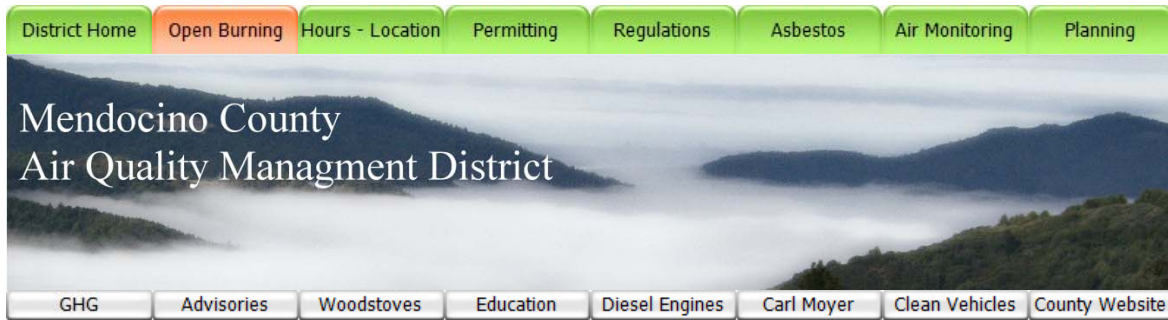 District Home Open Burning Hours - Location Permitting Regulations Asbestos Air Monitoring Planning
Mendocino County
Air Quality Managment District
GHG Advisories Woodstoves Education Diesel Engines Carl Moyer Clean Vehicles County Website